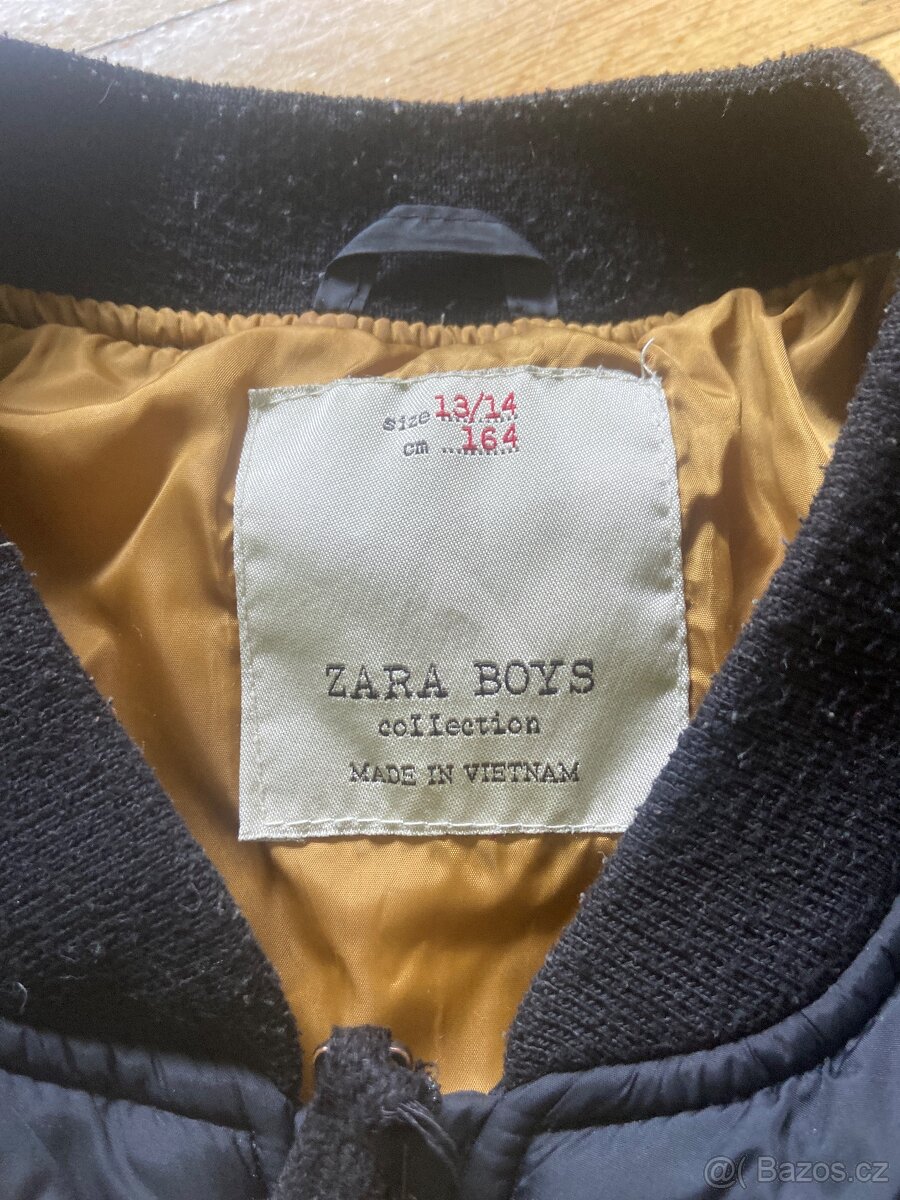 size 13/14
cm 164
ZARA BOYS
collection
MADE IN VIETNAM
@( Bazos.cz